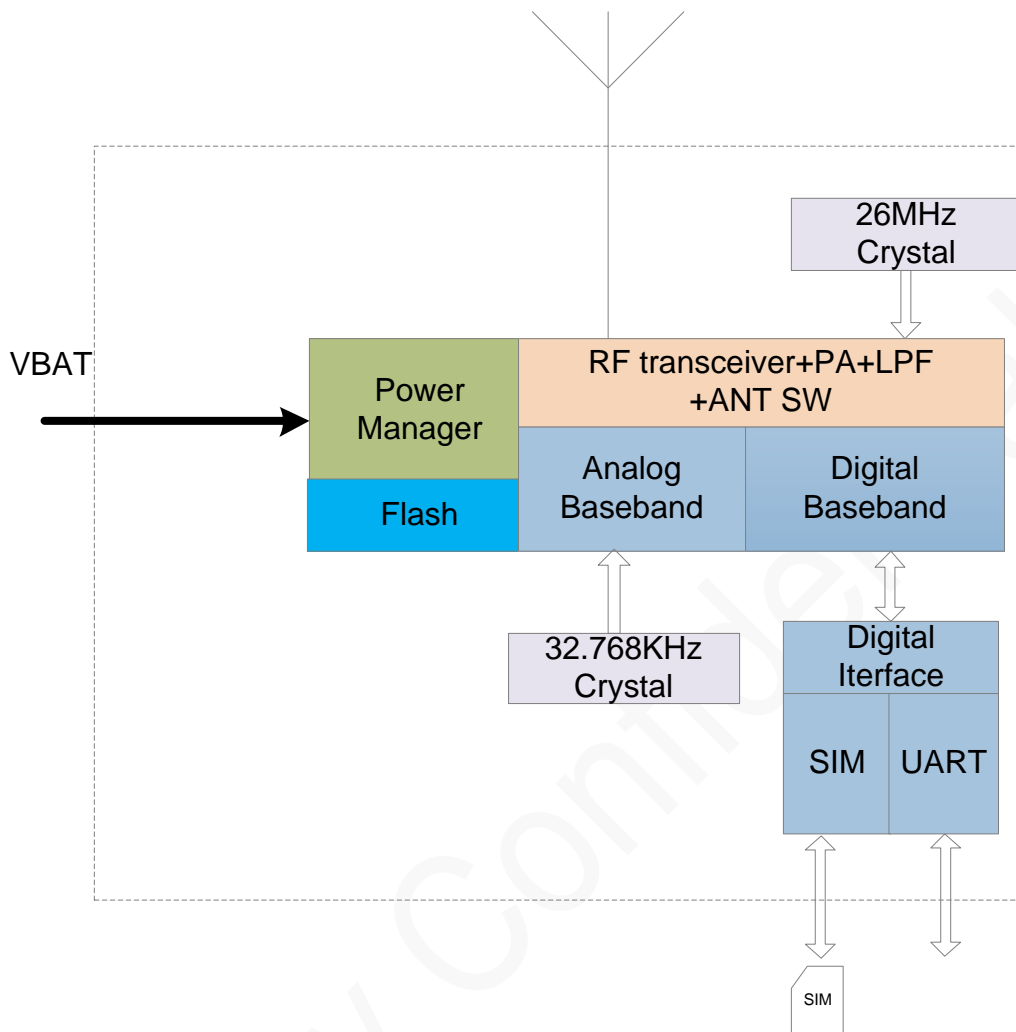 26MHz
Crystal
VBAT
Power
Manager
RF transceiver+PA+LPF
+ANT SW
Analog
Baseband
Digital
Baseband
Flash
32.768KHz
Crystal
Digital
Iterface
SIM
UART
SIM